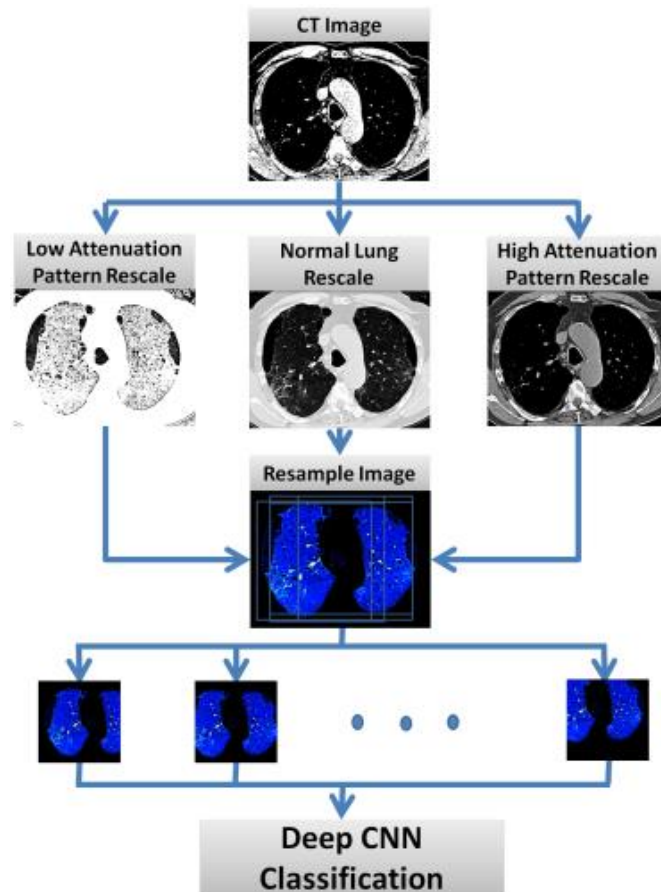 CT Image
Low Attenuation
Pattern Rescale
Normal Lung
Rescale
High Attenuation
Pattern Rescale
Resample Image
Deep CNN
Classification